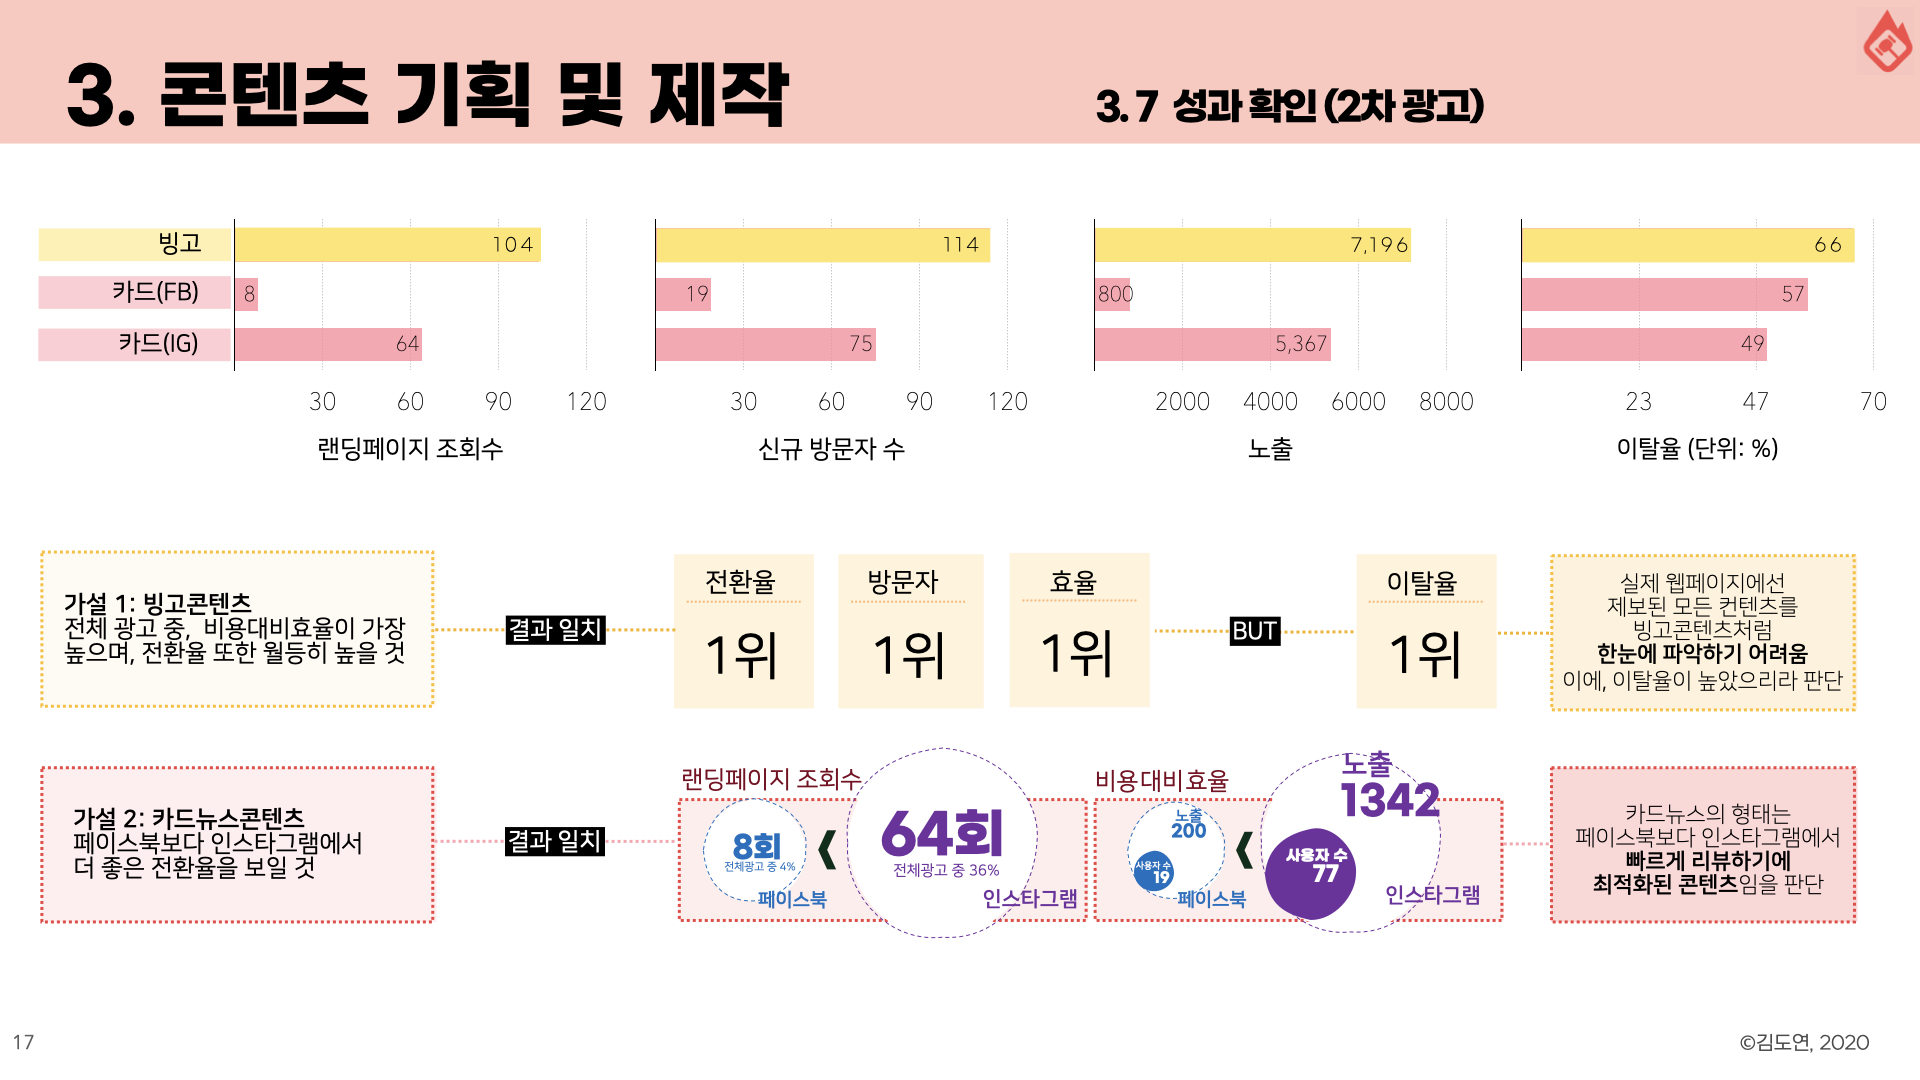 3. 콘텐츠 기획 및 제작
3. 7 성과 확인 (2차 광고)
빙고
카드(FB)
카드(IG)
104
8
64
30 60 90 120
랜딩페이지 조회수
114
19
75
30 60 90 120
신규 방문자 수
7,196
800
5,367
2000 4000 6000 8000
노출
66
57
49
23 47 70
이탈율 (단위: %)
가설 1: 빙고콘텐츠
전체 광고 중, 비용대비효율이 가장
높으며, 전환율 또한 월등히 높을 것
결과 일치
전환율
1위
방문자
1위
효율
1위
BUT
이탈율
1위
실제 웹페이지에선
제보된 모든 컨텐츠를
빙고콘텐츠처럼
한눈에 파악하기 어려움
이에, 이탈율이 높았으리라 판단
가설 2: 카드뉴스콘텐츠
페이스북보다 인스타그램에서
더 좋은 전환율을 보일 것
결과 일치
랜딩페이지 조회수
8회
전체광고 중 4%
페이스북
64회
전체광고 중 36%
인스타그램
비용대비효율
노출
200
사용자 수
19
페이스북
노출
1342
사용자 수
77
인스타그램
카드뉴스의 형태는
페이스북보다 인스타그램에서
빠르게 리뷰하기에
최적화된 콘텐츠임을 판단
17
©김도연, 2020